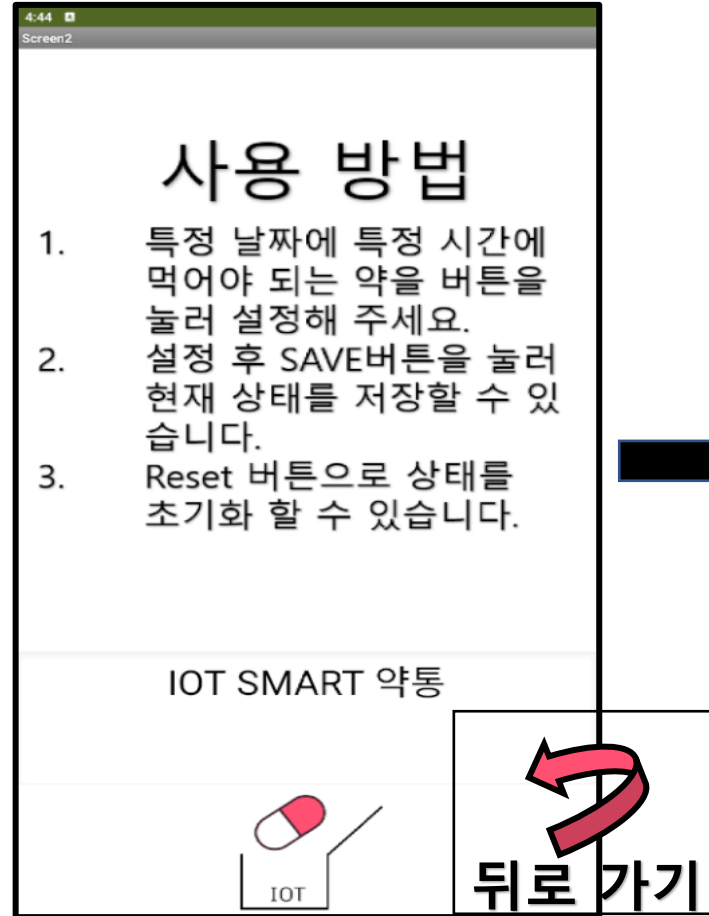 4:44
Screen2
사용 방법
1. 특정 날짜에 특정 시간에
먹어야 되는 약을 버튼을
눌러 설정해 주세요.
2. 설정 후 SAVE버튼을 눌러
현재 상태를 저장할 수 있
습니다.
3. Reset 버튼으로 상태를
초기화 할 수 있습니다.
IOT SMART 약통
IOT
뒤로 가기